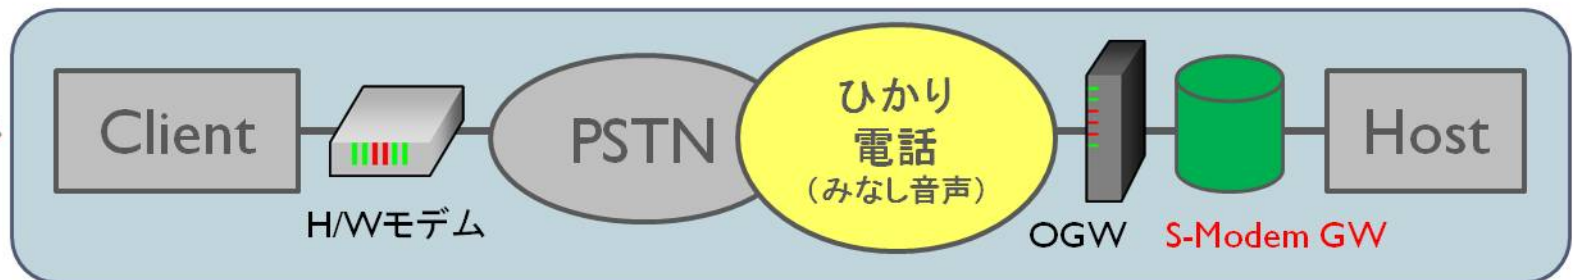 Client
H/Wモデム
PSTN
ひかり
電話
(みなし音声)
OGW
S-Modem GW
Host